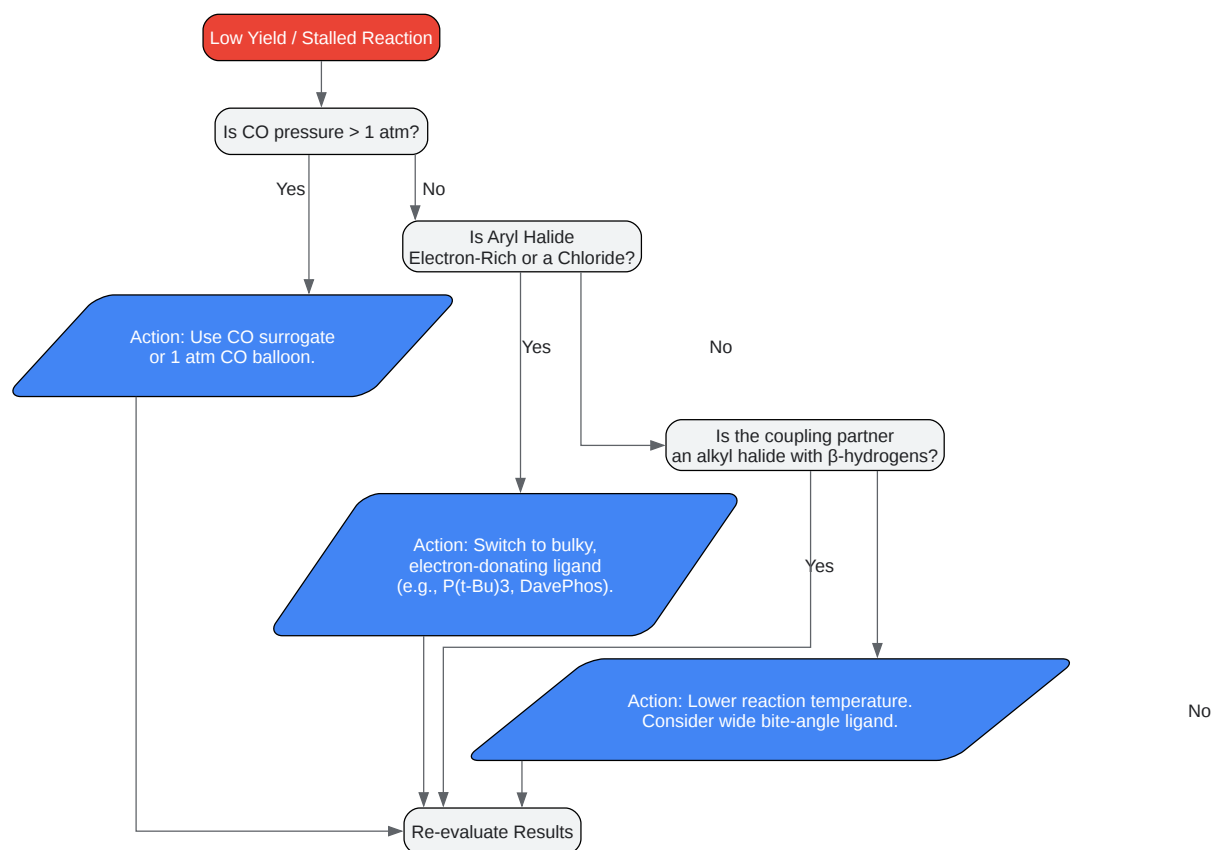 Low Yield / Stalled Reaction
Is CO pressure > 1 atm?
Yes
No
Is Aryl Halide
Electron-Rich or a Chloride?
Action: Use CO surrogate
or 1 atm CO balloon.
Yes
No
Is the coupling partner
an alkyl halide with β-hydrogens?
Action: Switch to bulky,
electron-donating ligand
(e.g., P(t-Bu)3, DavePhos).
Yes
Action: Lower reaction temperature.
Consider wide bite-angle ligand.
No
Re-evaluate Results